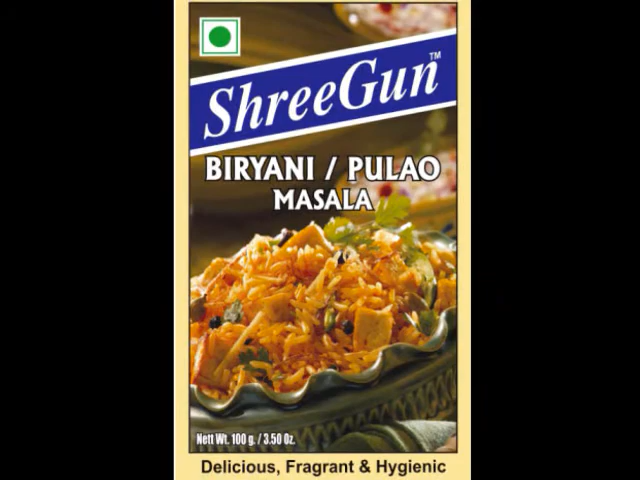 ShreeGun™
BIRYANI / PULAO
MASALA
Nett Wt. 100 g. / 3.50 Oz.
Delicious, Fragrant & Hygienic